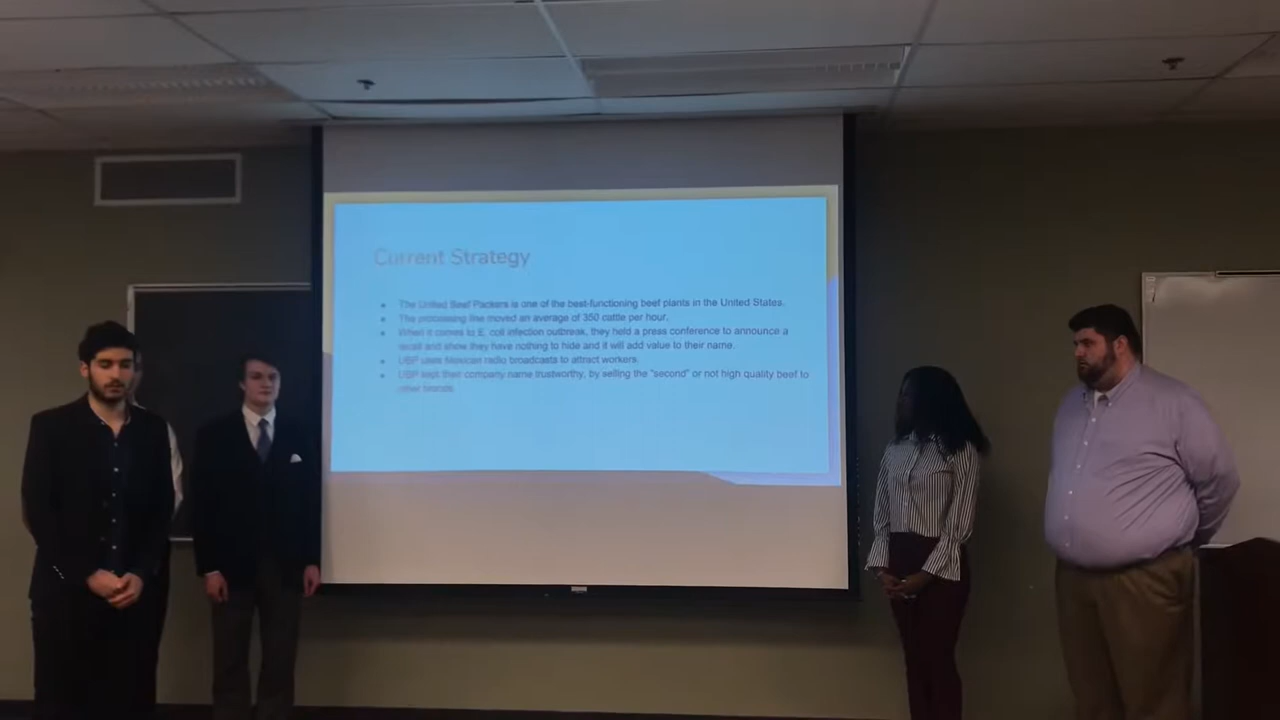 Current Strategy
The United Beef Packers is one of the best-functioning beef plants in the United States.
The processing line moved an average of 350 cattle per hour.
When it comes to E. coli infection outbreak, they held a press conference to announce a
recall and show they have nothing to hide and it will add value to their name.
UBP uses Mexican radio broadcasts to attract workers.
UBP kept their company name trustworthy, by selling the "second" or not high quality beef to
other brands.